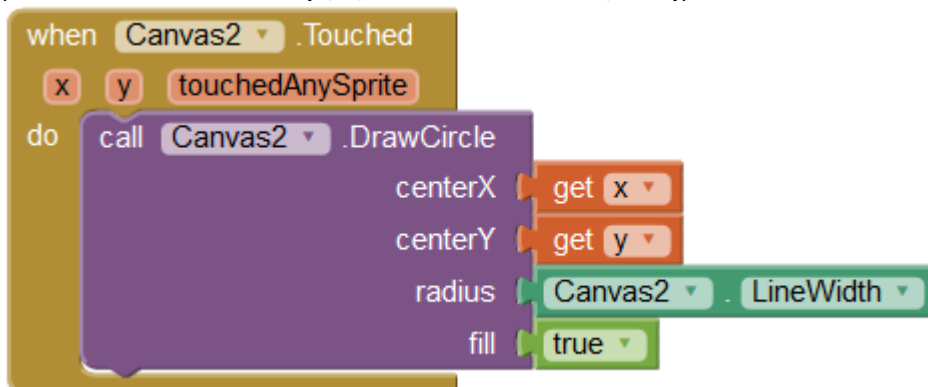 when Canvas2 .Touched
x y touchedAnySprite
do call Canvas2 .DrawCircle
centerX get x
centerY get y
radius Canvas2 . LineWidth
fill true